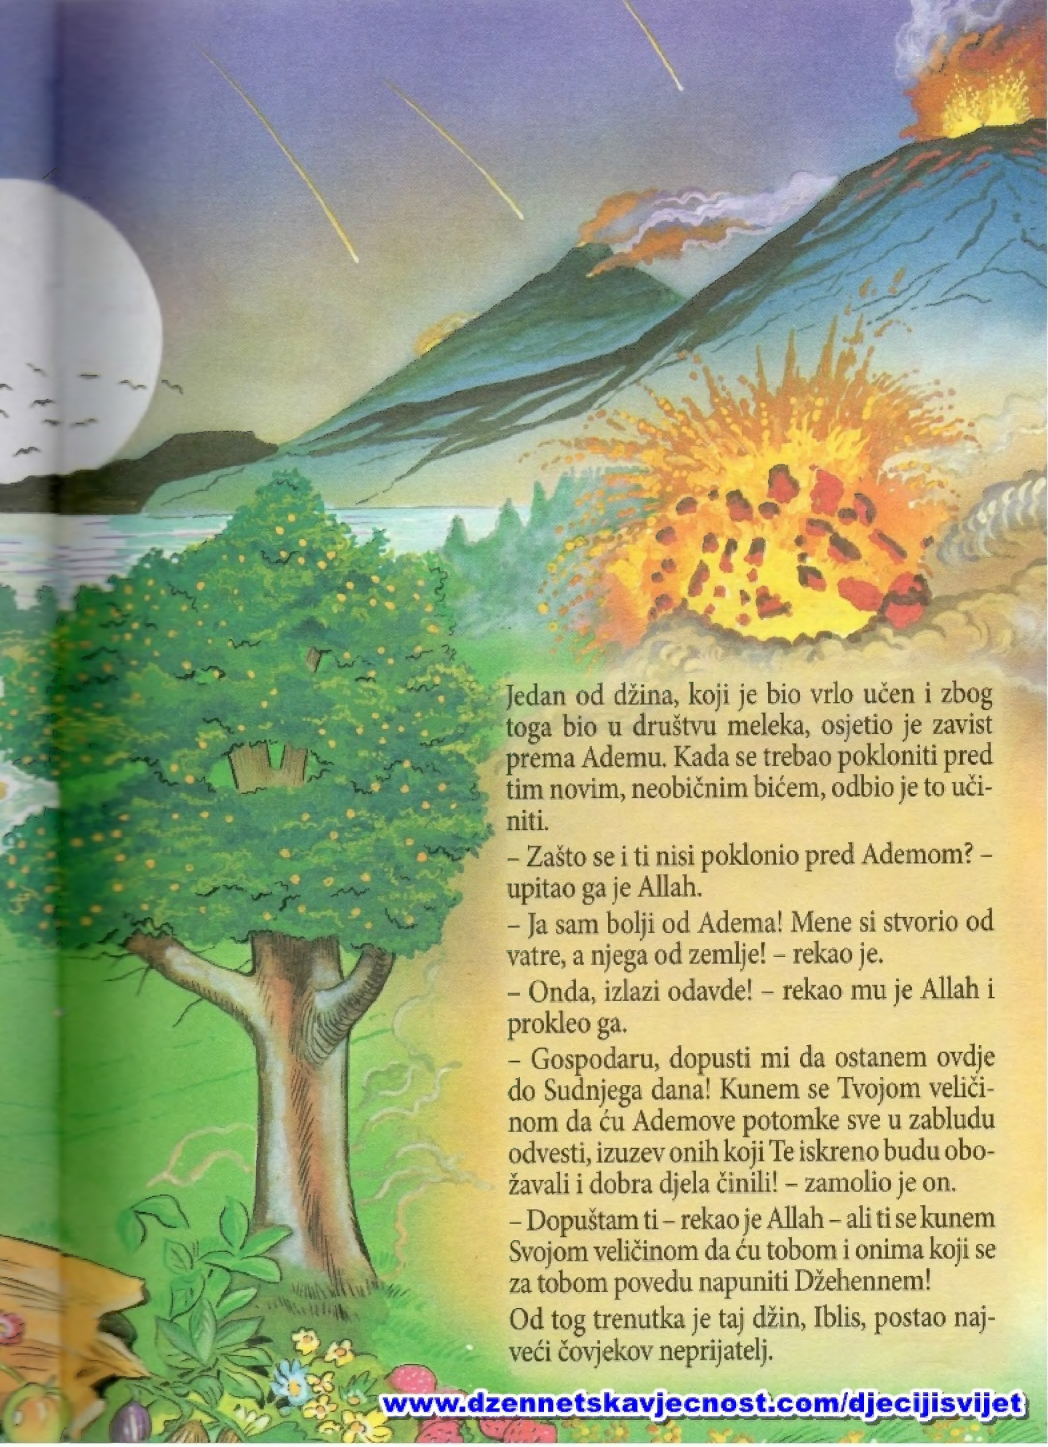 Jedan od džina, koji je bio vrlo učen i zbog
toga bio u društvu meleka, osjetio je zavist
prema Ademu. Kada se trebao pokloniti pred
tim novim, neobičnim bićem, odbio je to uči-
niti.
– Zašto se i ti nisi poklonio pred Ademom? –
upitao ga je Allah.
– Ja sam bolji od Adema! Mene si stvorio od
vatre, a njega od zemlje! – rekao je.
– Onda, izlazi odavde! – rekao mu je Allah i
prokleo ga.
– Gospodaru, dopusti mi da ostanem ovdje
do Sudnjega dana! Kunem se Tvojom veliči-
nom da ću Ademove potomke sve u zabludu
odvesti, izuzev onih koji Te iskreno budu obo-
žavali i dobra djela činili! – zamolio je on.
– Dopuštam ti – rekao je Allah – ali ti se kunem
Svojom veličinom da ću tobom i onima koji se
za tobom povedu napuniti Džehennem!
Od tog trenutka je taj džin, Iblis, postao naj-
veći čovjekov neprijatelj.
www.dzennetskavjecnost.com/djecijisvijet